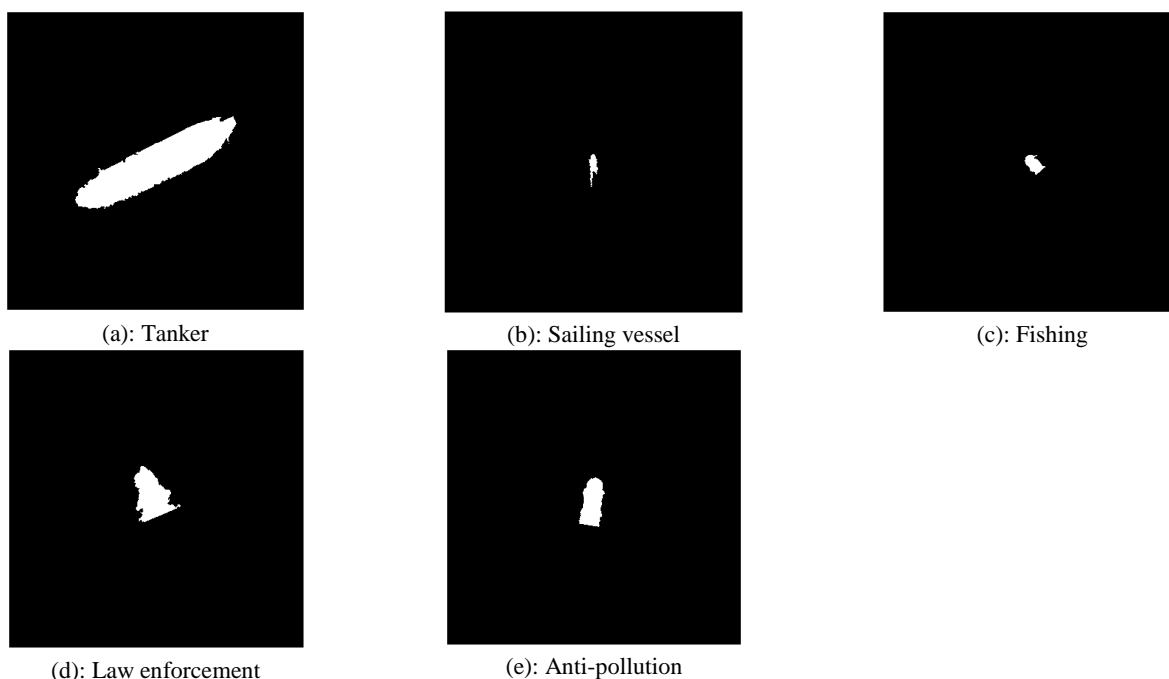 (a): Tanker
(b): Sailing vessel
(c): Fishing
(d): Law enforcement
(e): Anti-pollution